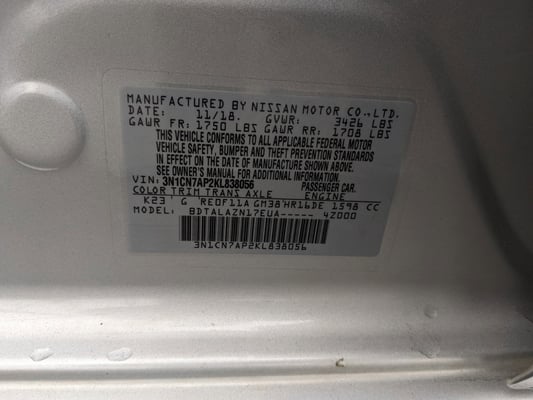 MANUFACTURED BY NISSAN MOTOR CO.,LTD.
DATE: 11/18. GVWR: 3426 LBS
GAWR FR: 1750 LBS GAWR RR: 1708 LBS
THIS VEHICLE CONFORMS TO ALL APPLICABLE FEDERAL MOTOR
VEHICLE SAFETY, BUMPER AND THEFT PREVENTION STANDARDS
IN EFFECT ON THE DATE OF MANUFACTURE SHOWN ABOVE.
SEE OWNER'S MANUAL FOR ADDITIONAL INFORMATION
VIN: 3N1CN7AP2KL838056 PASSENGER CAR.
COLOR TRIM TRANS AXLE ENGINE
K23 G RE0F11A GM38 HR16DE 1598 CC
MODEL: BDTALAZN17EUA----- 4Z000
3N1CN7AP2KL838056